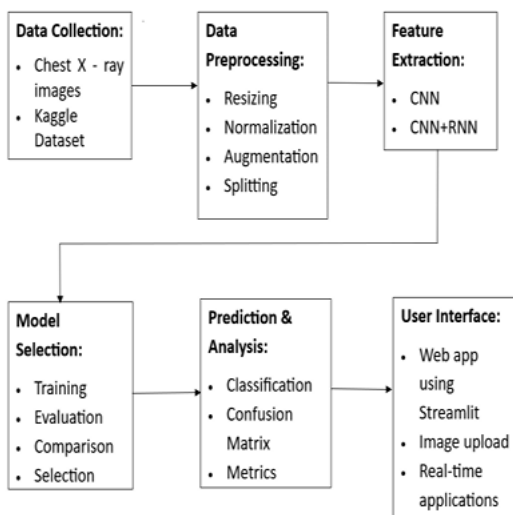 Data Collection:
• Chest X - ray
images
• Kaggle
Dataset
Data
Preprocessing:
• Resizing
• Normalization
• Augmentation
• Splitting
Feature
Extraction:
• CNN
• CNN+RNN
Model
Selection:
• Training
• Evaluation
• Comparison
• Selection
Prediction &
Analysis:
• Classification
• Confusion
Matrix
• Metrics
User Interface:
• Web app
using
Streamlit
• Image upload
• Real-time
applications